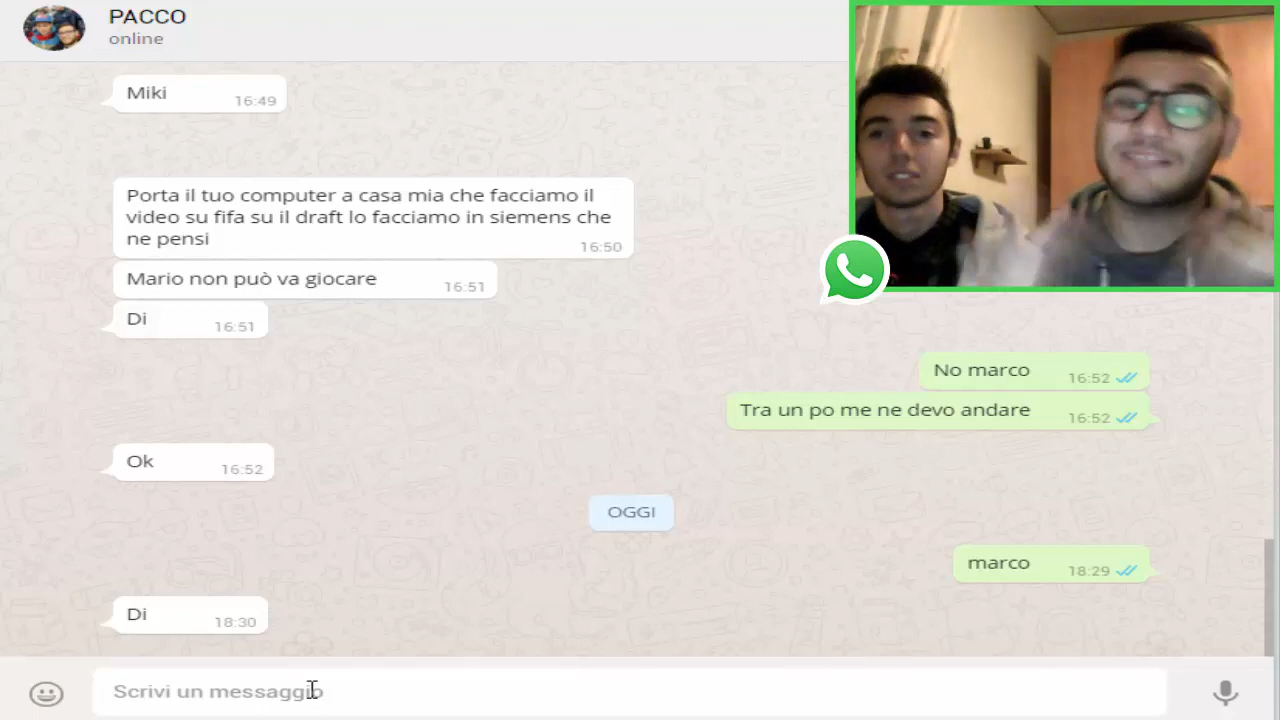 PACCO
online
Miki
16:49
Porta il tuo computer a casa mia che facciamo il
video su fifa su il draft lo facciamo in siemens che
ne pensi
16:50
Mario non può va giocare
16:51
Di
16:51
No marco
16:52
Tra un po me ne devo andare
16:52
Ok
16:52
OGGI
marco
18:29
Di
18:30
Scrivi un messaggio